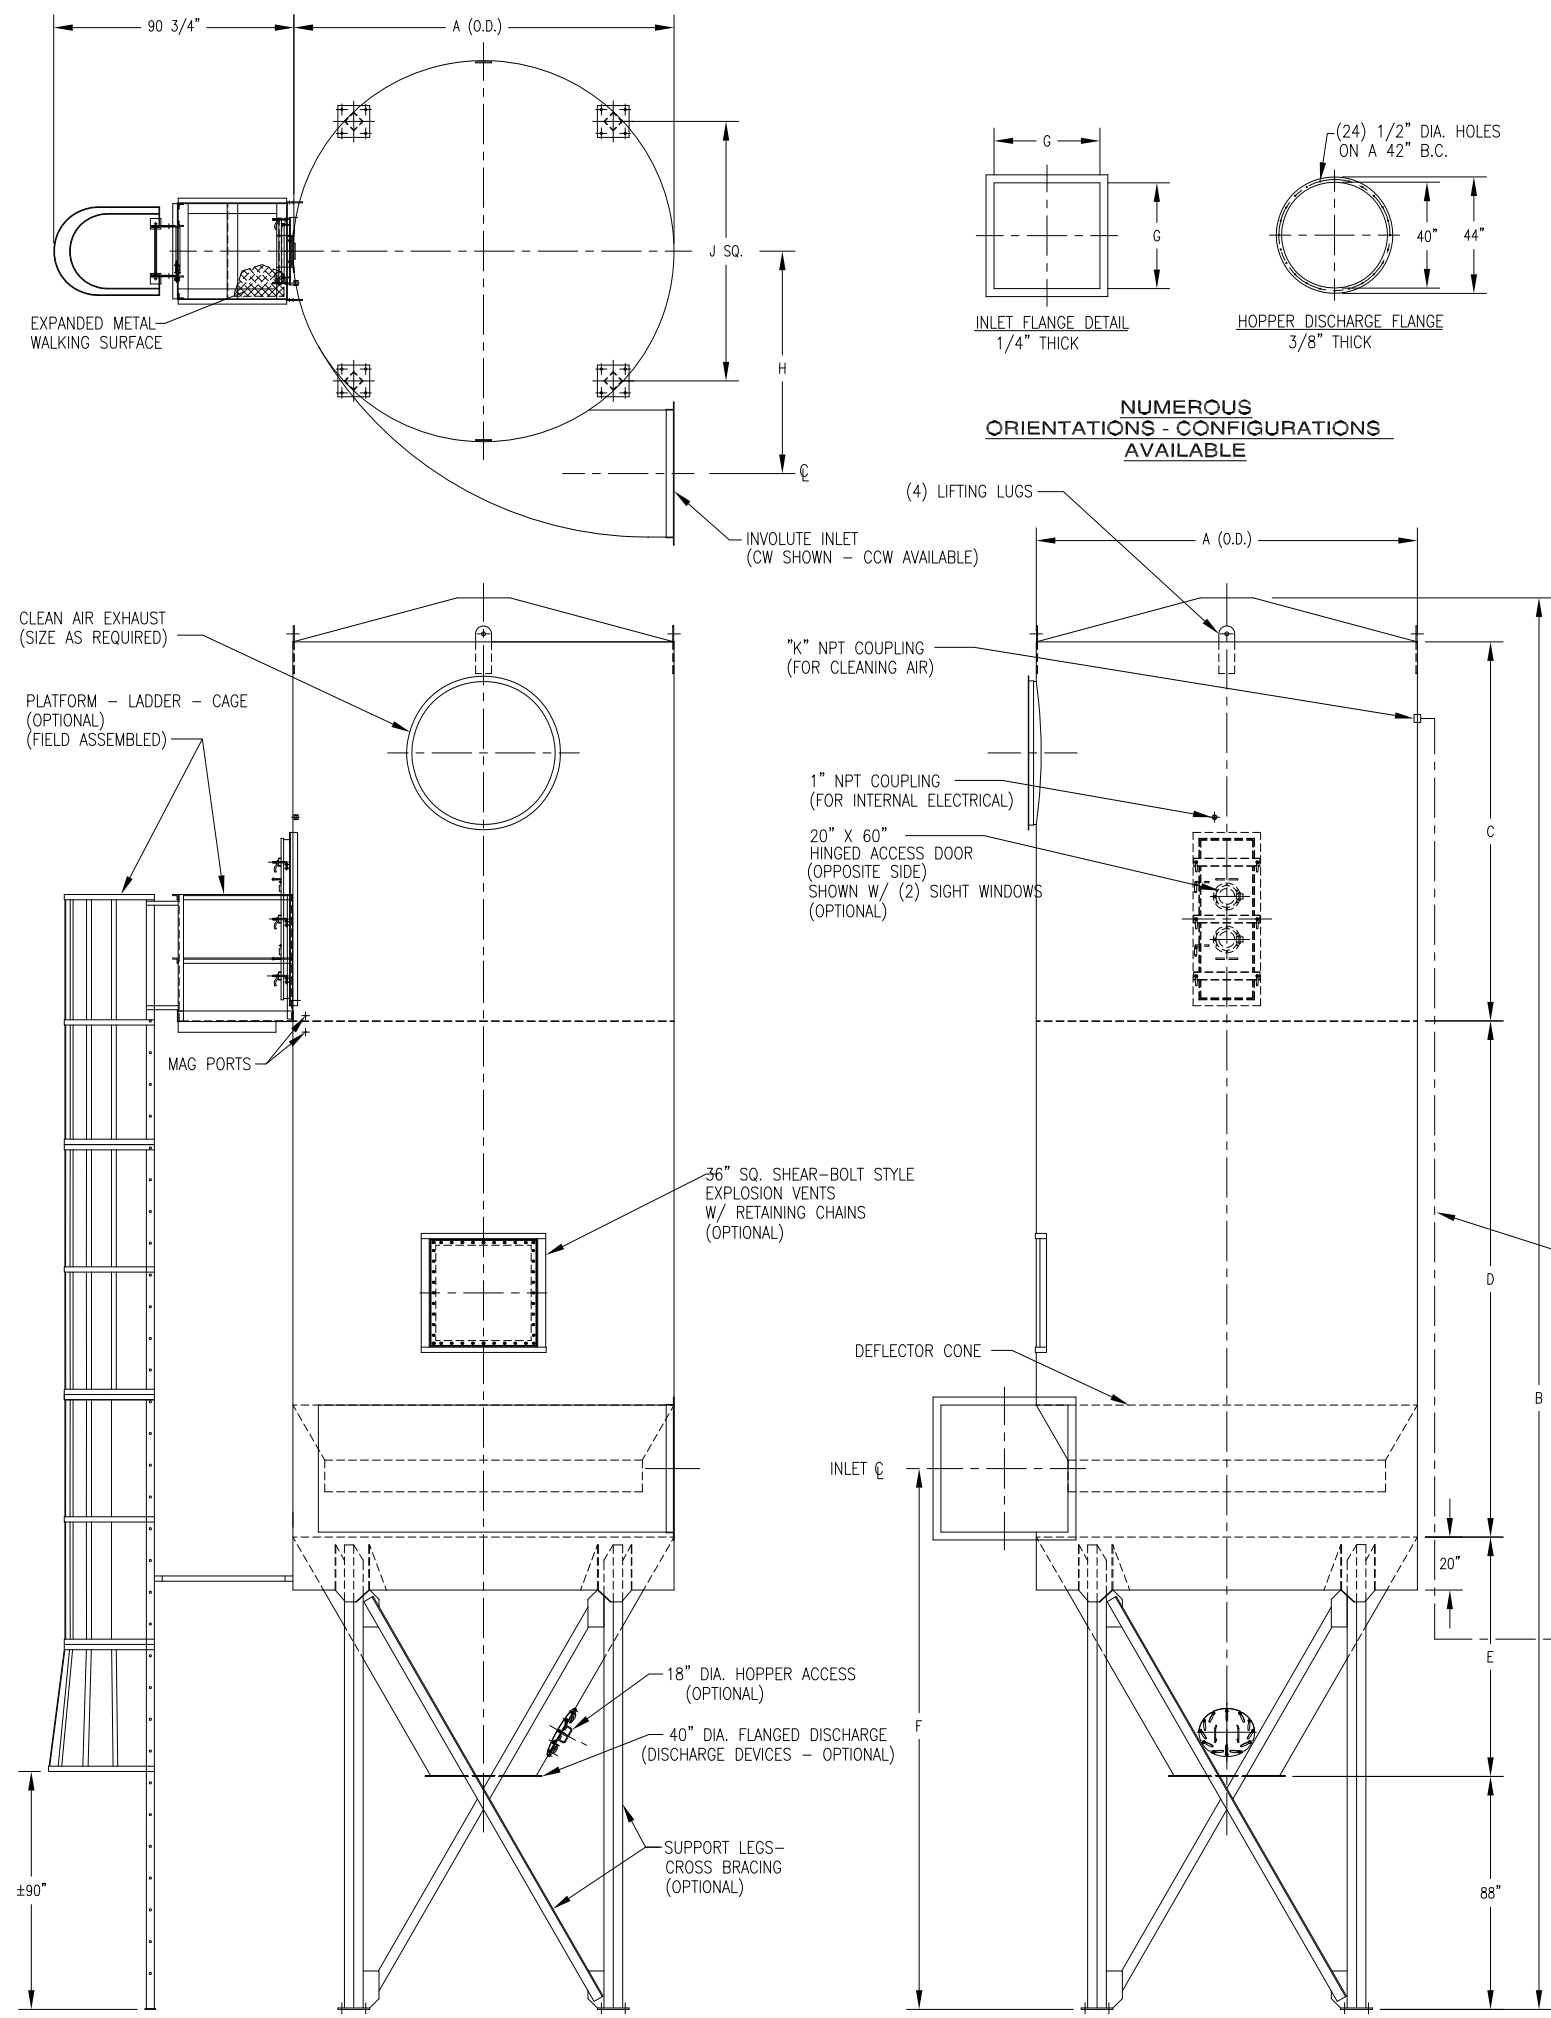 90 3/4"
A (O.D.)
J SQ.
H
℄
EXPANDED METAL
WALKING SURFACE
INVOLUTE INLET
(CW SHOWN – CCW AVAILABLE)
G
G
INLET FLANGE DETAIL
1/4" THICK
(24) 1/2" DIA. HOLES
ON A 42" B.C.
40"
44"
HOPPER DISCHARGE FLANGE
3/8" THICK
NUMEROUS
ORIENTATIONS - CONFIGURATIONS
AVAILABLE
(4) LIFTING LUGS
A (O.D.)
CLEAN AIR EXHAUST
(SIZE AS REQUIRED)
PLATFORM – LADDER – CAGE
(OPTIONAL)
(FIELD ASSEMBLED)
"K" NPT COUPLING
(FOR CLEANING AIR)
1" NPT COUPLING
(FOR INTERNAL ELECTRICAL)
20" X 60"
HINGED ACCESS DOOR
(OPPOSITE SIDE)
SHOWN W/ (2) SIGHT WINDOWS
(OPTIONAL)
C
MAG PORTS
36" SQ. SHEAR–BOLT STYLE
EXPLOSION VENTS
W/ RETAINING CHAINS
(OPTIONAL)
D
DEFLECTOR CONE
B
INLET ℄
20"
E
18" DIA. HOPPER ACCESS
(OPTIONAL)
40" DIA. FLANGED DISCHARGE
(DISCHARGE DEVICES – OPTIONAL)
F
SUPPORT LEGS–
CROSS BRACING
(OPTIONAL)
±90"
88"